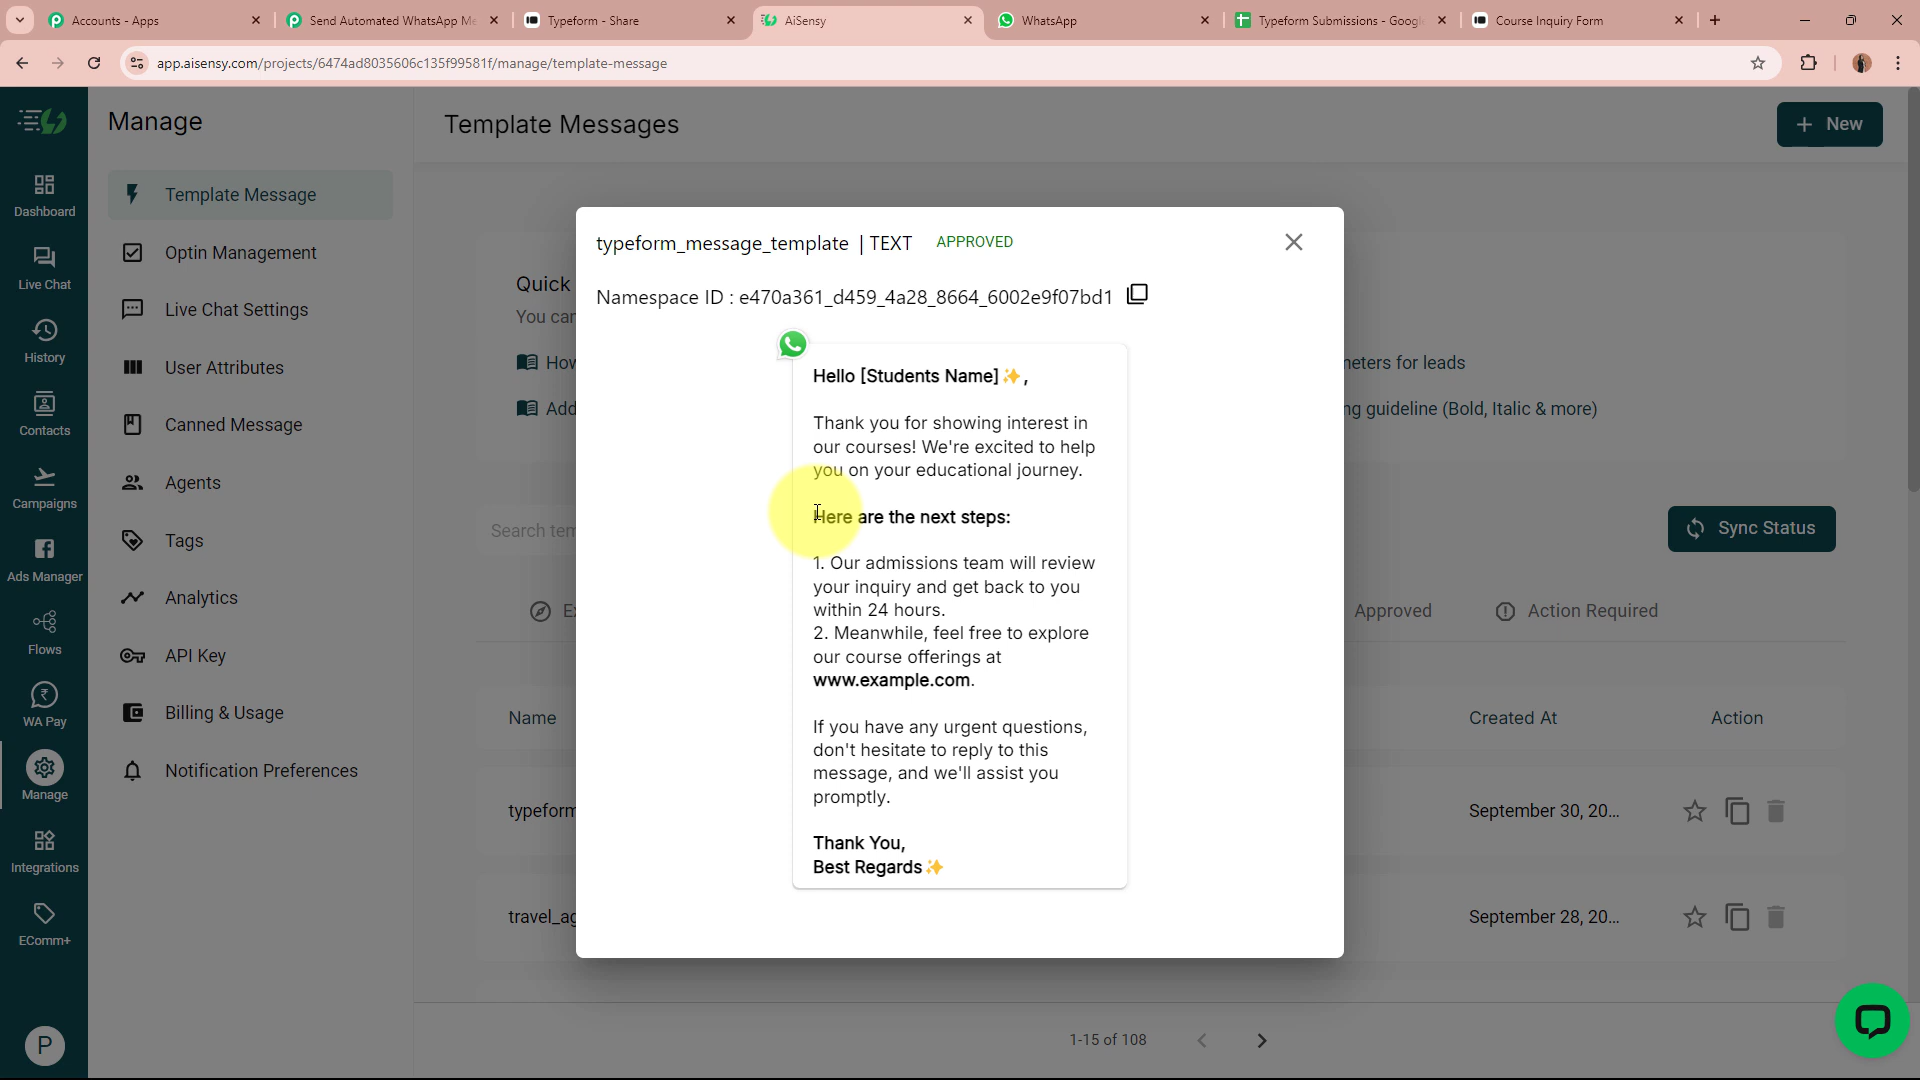 Accounts - Apps
Send Automated WhatsApp Me
Typeform - Share
AiSensy
WhatsApp
Typeform Submissions - Googl
Course Inquiry Form
app.aisensy.com/projects/6474ad8035606c135f99581f/manage/template-message
Dashboard
Live Chat
History
Contacts
Campaigns
Ads Manager
Flows
WA Pay
Manage
Integrations
EComm+
P
Manage
Template Message
Optin Management
Live Chat Settings
User Attributes
Canned Message
Agents
Tags
Analytics
API Key
Billing & Usage
Notification Preferences
Template Messages
+ New
Quick
You can
How
Add
meters for leads
ng guideline (Bold, Italic & more)
Search tem
Sync Status
Approved
Action Required
Name
Created At
Action
typeform
September 30, 20...
travel_ag
September 28, 20...
1-15 of 108
typeform_message_template | TEXT APPROVED
Namespace ID : e470a361_d459_4a28_8664_6002e9f07bd1
Hello [Students Name]✨,
Thank you for showing interest in
our courses! We're excited to help
you on your educational journey.
Here are the next steps:
1. Our admissions team will review
your inquiry and get back to you
within 24 hours.
2. Meanwhile, feel free to explore
our course offerings at
www.example.com.
If you have any urgent questions,
don't hesitate to reply to this
message, and we'll assist you
promptly.
Thank You,
Best Regards✨